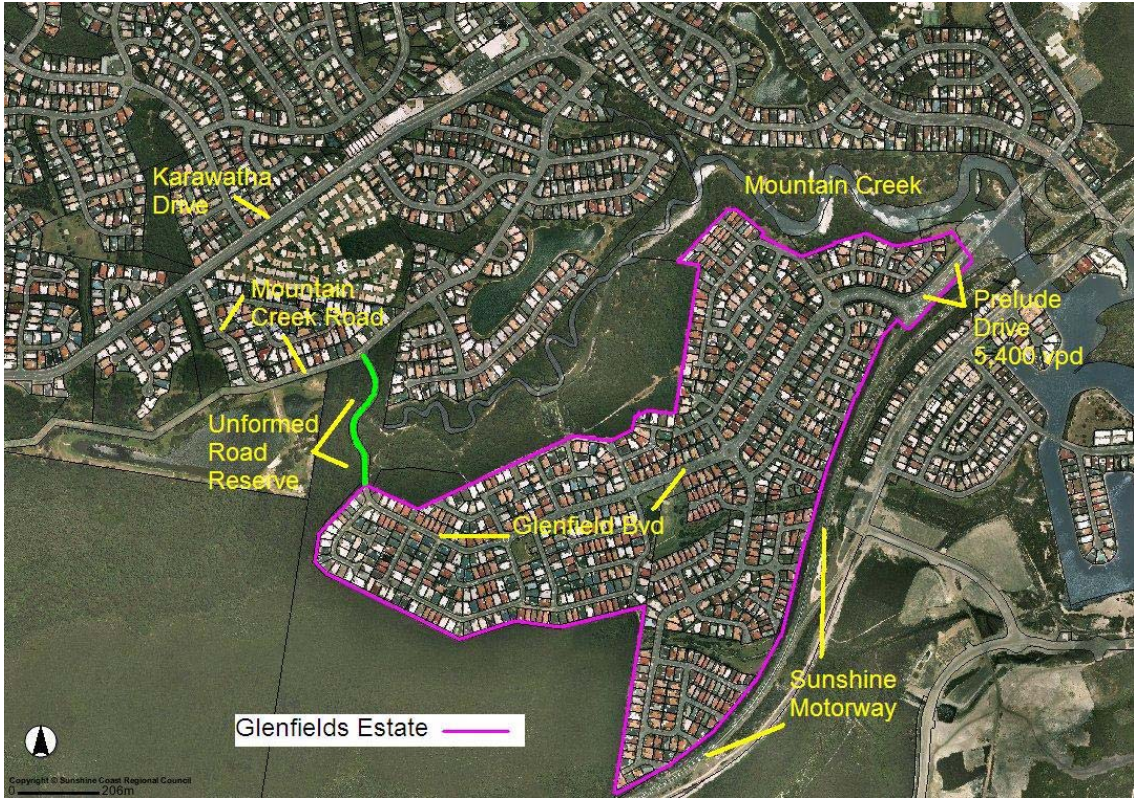 Karawatha
Drive
Mountain Creek
Mountain
Creek Road
Prelude
Drive
5,400 vpd
Unformed
Road
Reserve
Glenfield Bvd
Sunshine
Motorway
Glenfields Estate
Copyright © Sunshine Coast Regional Council
0 206m